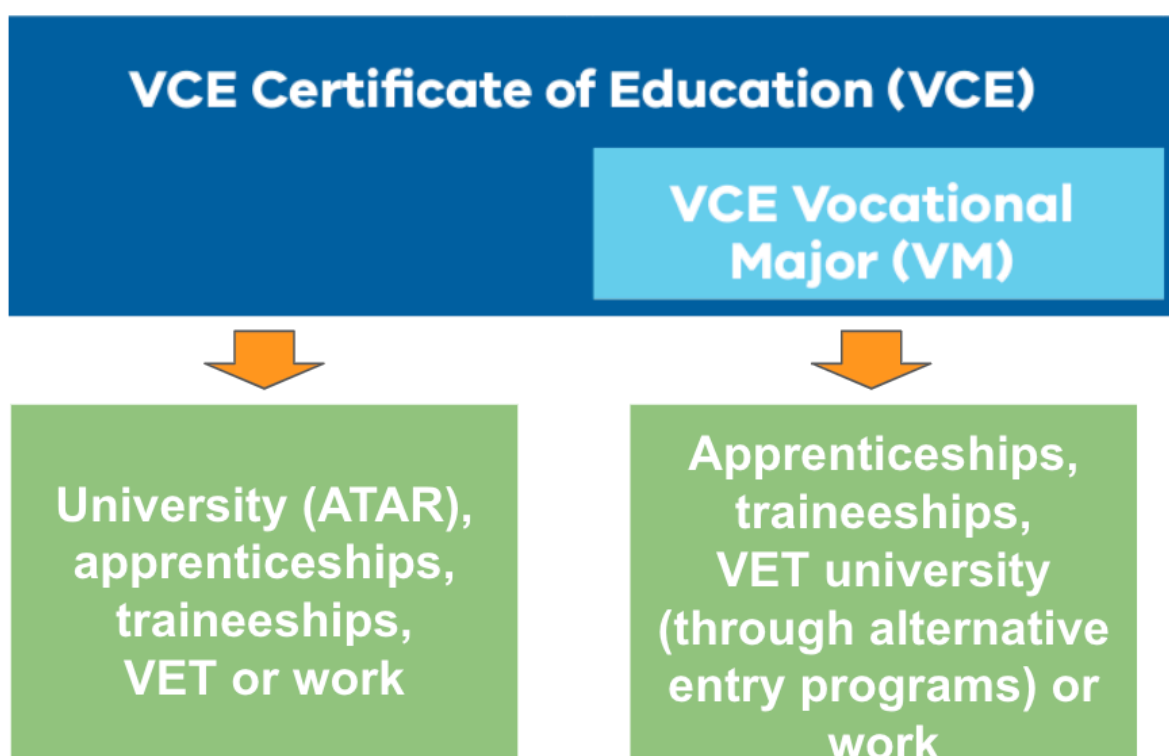 VCE Certificate of Education (VCE)
VCE Vocational
Major (VM)
University (ATAR),
apprenticeships,
traineeships,
VET or work
Apprenticeships,
traineeships,
VET university
(through alternative
entry programs) or
work